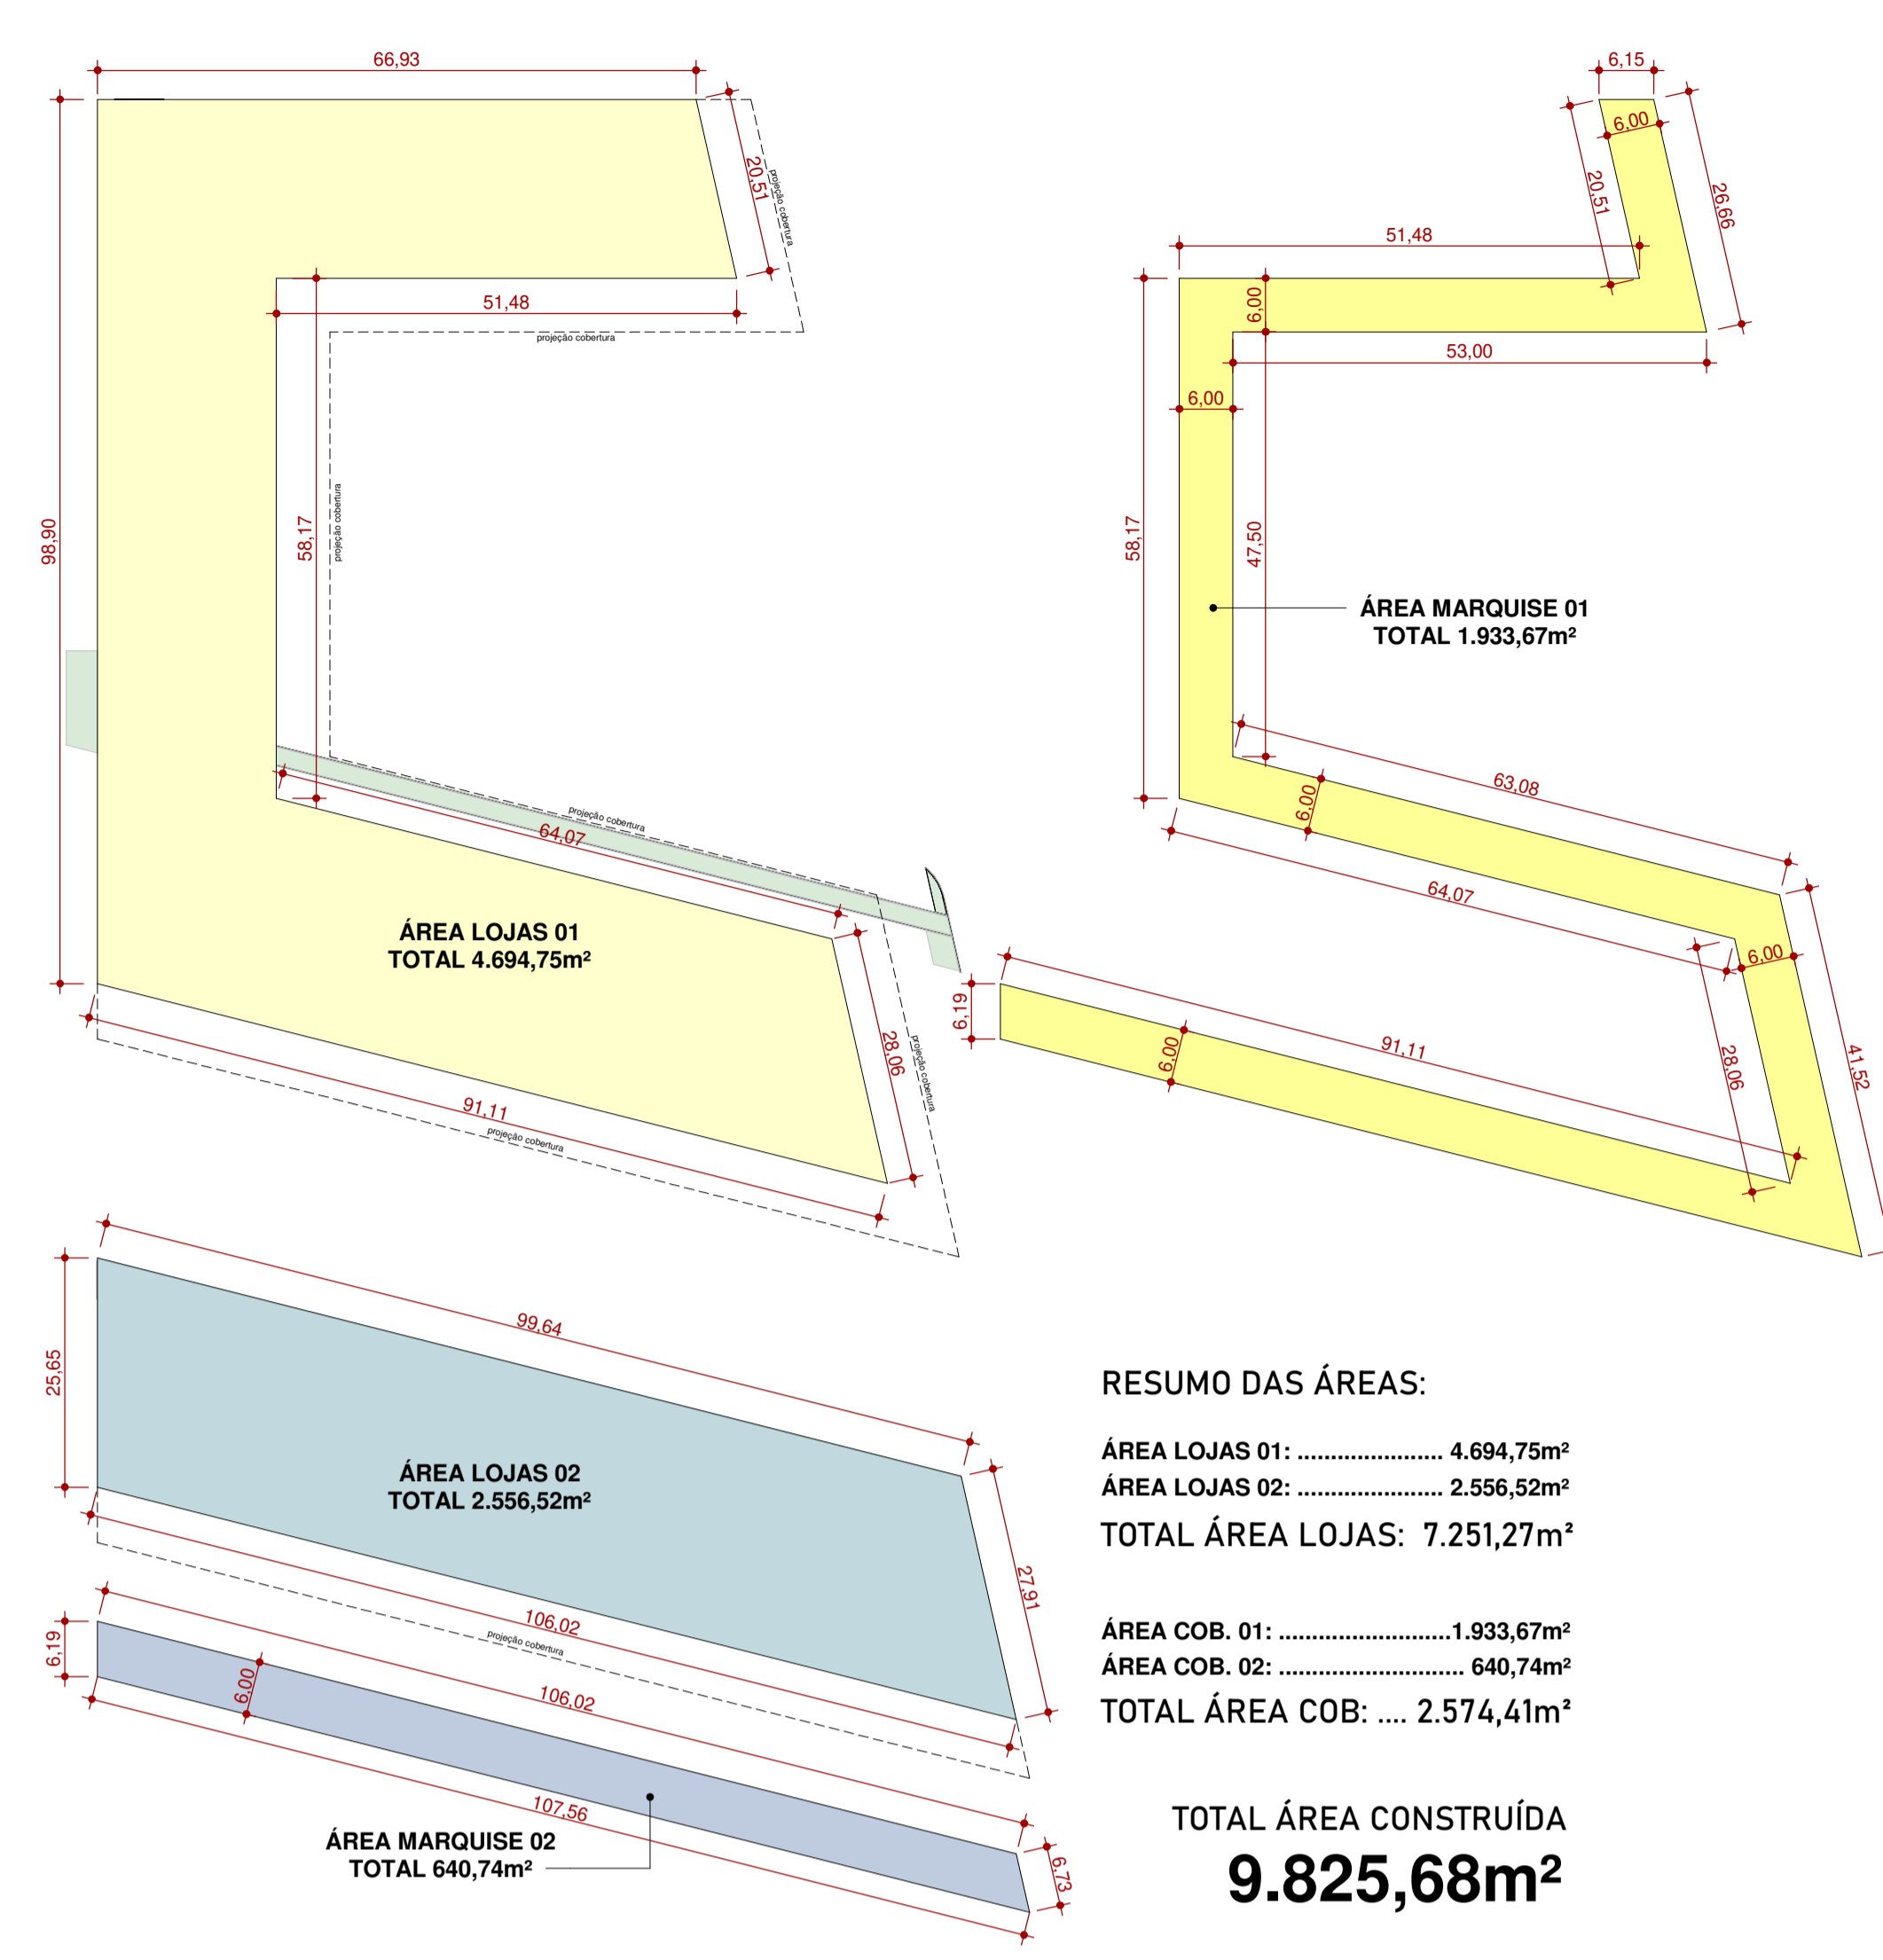 66,93
98,90
20,51
projeção cobertura
51,48
projeção cobertura
58,17
projeção cobertura
projeção cobertura
64,07
ÁREA LOJAS 01
TOTAL 4.694,75m²
28,06
projeção cobertura
91,11
projeção cobertura
6,15
6,00
20,51
26,66
51,48
6,00
53,00
6,00
58,17
47,50
ÁREA MARQUISE 01
TOTAL 1.933,67m²
63,08
6,00
64,07
6,00
6,19
6,00
91,11
28,06
41,52
99,64
25,65
ÁREA LOJAS 02
TOTAL 2.556,52m²
27,91
106,02
projeção cobertura
6,19
6,00
106,02
107,56
6,73
ÁREA MARQUISE 02
TOTAL 640,74m²
RESUMO DAS ÁREAS:
ÁREA LOJAS 01: ...................... 4.694,75m²
ÁREA LOJAS 02: ...................... 2.556,52m²
TOTAL ÁREA LOJAS: 7.251,27m²
ÁREA COB. 01: ..........................1.933,67m²
ÁREA COB. 02: ............................ 640,74m²
TOTAL ÁREA COB: .... 2.574,41m²
TOTAL ÁREA CONSTRUÍDA
9.825,68m²